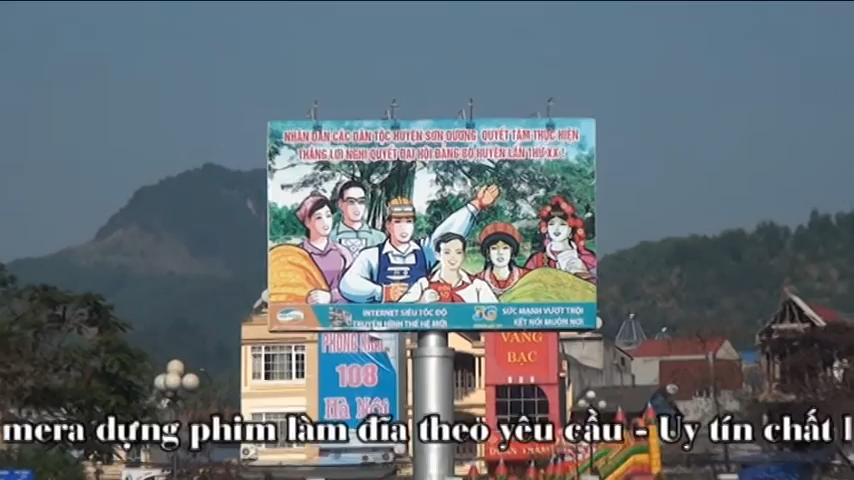 NHÂN DÂN CÁC DÂN TỘC HUYỆN SƠN DƯƠNG QUYẾT TÂM THỰC HIỆN
THẮNG LỢI NGHỊ QUYẾT ĐẠI HỘI ĐẢNG BỘ HUYỆN LẦN THỨ XX !
INTERNET SIÊU TỐC ĐỘ
TRUYỀN HÌNH THẾ HỆ MỚI
3G
SỨC MẠNH VƯỢT TRỘI
KẾT NỐI MUÔN NƠI
PHÒNG
108
Hà Nội
VÀNG
BẠC
mera dựng phim làm đĩa theo yêu cầu - Uy tín chất l